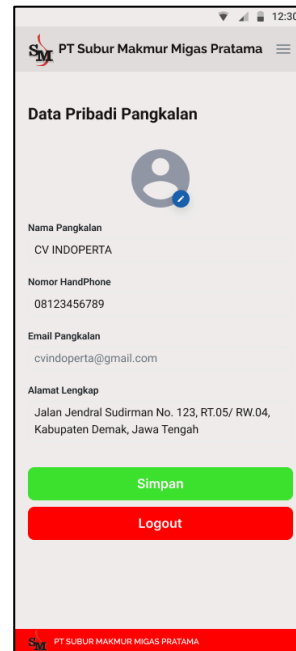 12:30
SM PT Subur Makmur Migas Pratama
Data Pribadi Pangkalan
Nama Pangkalan
CV INDOPERTA
Nomor HandPhone
08123456789
Email Pangkalan
cvindoperta@gmail.com
Alamat Lengkap
Jalan Jendral Sudirman No. 123, RT.05/ RW.04,
Kabupaten Demak, Jawa Tengah
Simpan
Logout
SM PT SUBUR MAKMUR MIGAS PRATAMA